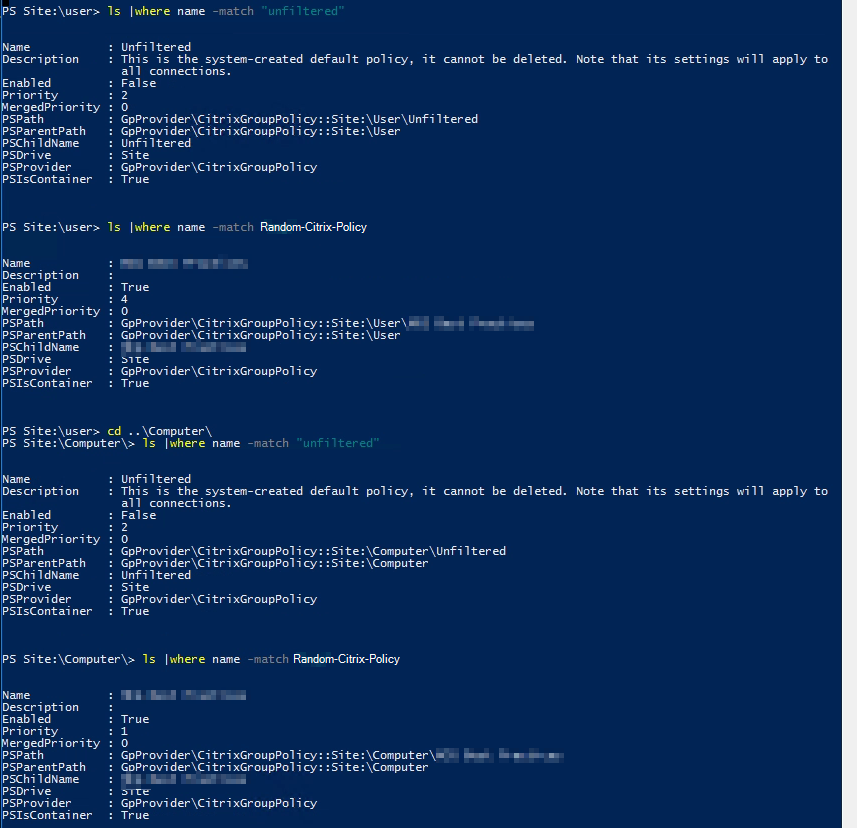 PS Site:\user> ls |where name -match "unfiltered"
Name : Unfiltered
Description : This is the system-created default policy, it cannot be deleted. Note that its settings will apply to
all connections.
Enabled : False
Priority : 2
MergedPriority : 0
PSPath : GpProvider\CitrixGroupPolicy::Site:\User\Unfiltered
PSParentPath : GpProvider\CitrixGroupPolicy::Site:\User
PSChildName : Unfiltered
PSDrive : Site
PSProvider : GpProvider\CitrixGroupPolicy
PSIsContainer : True
PS Site:\user> ls |where name -match Random-Citrix-Policy
Name :
Description :
Enabled : True
Priority : 4
MergedPriority : 0
PSPath : GpProvider\CitrixGroupPolicy::Site:\User\
PSParentPath : GpProvider\CitrixGroupPolicy::Site:\User
PSChildName :
PSDrive : Site
PSProvider : GpProvider\CitrixGroupPolicy
PSIsContainer : True
PS Site:\user> cd ..\Computer\
PS Site:\Computer\> ls |where name -match "unfiltered"
Name : Unfiltered
Description : This is the system-created default policy, it cannot be deleted. Note that its settings will apply to
all connections.
Enabled : False
Priority : 2
MergedPriority : 0
PSPath : GpProvider\CitrixGroupPolicy::Site:\Computer\Unfiltered
PSParentPath : GpProvider\CitrixGroupPolicy::Site:\Computer
PSChildName : Unfiltered
PSDrive : Site
PSProvider : GpProvider\CitrixGroupPolicy
PSIsContainer : True
PS Site:\Computer\> ls |where name -match Random-Citrix-Policy
Name :
Description :
Enabled : True
Priority : 1
MergedPriority : 0
PSPath : GpProvider\CitrixGroupPolicy::Site:\Computer\
PSParentPath : GpProvider\CitrixGroupPolicy::Site:\Computer
PSChildName :
PSDrive : Site
PSProvider : GpProvider\CitrixGroupPolicy
PSIsContainer : True